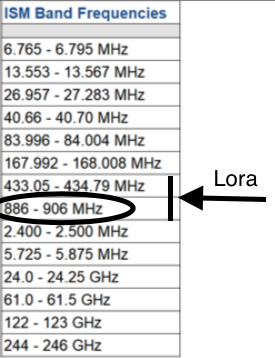 ISM Band Frequencies
6.765 - 6.795 MHz
13.553 - 13.567 MHz
26.957 - 27.283 MHz
40.66 - 40.70 MHz
83.996 - 84.004 MHz
167.992 - 168.008 MHz
433.05 - 434.79 MHz
Lora
886 - 906 MHz
2.400 - 2.500 MHz
5.725 - 5.875 MHz
24.0 - 24.25 GHz
61.0 - 61.5 GHz
122 - 123 GHz
244 - 246 GHz